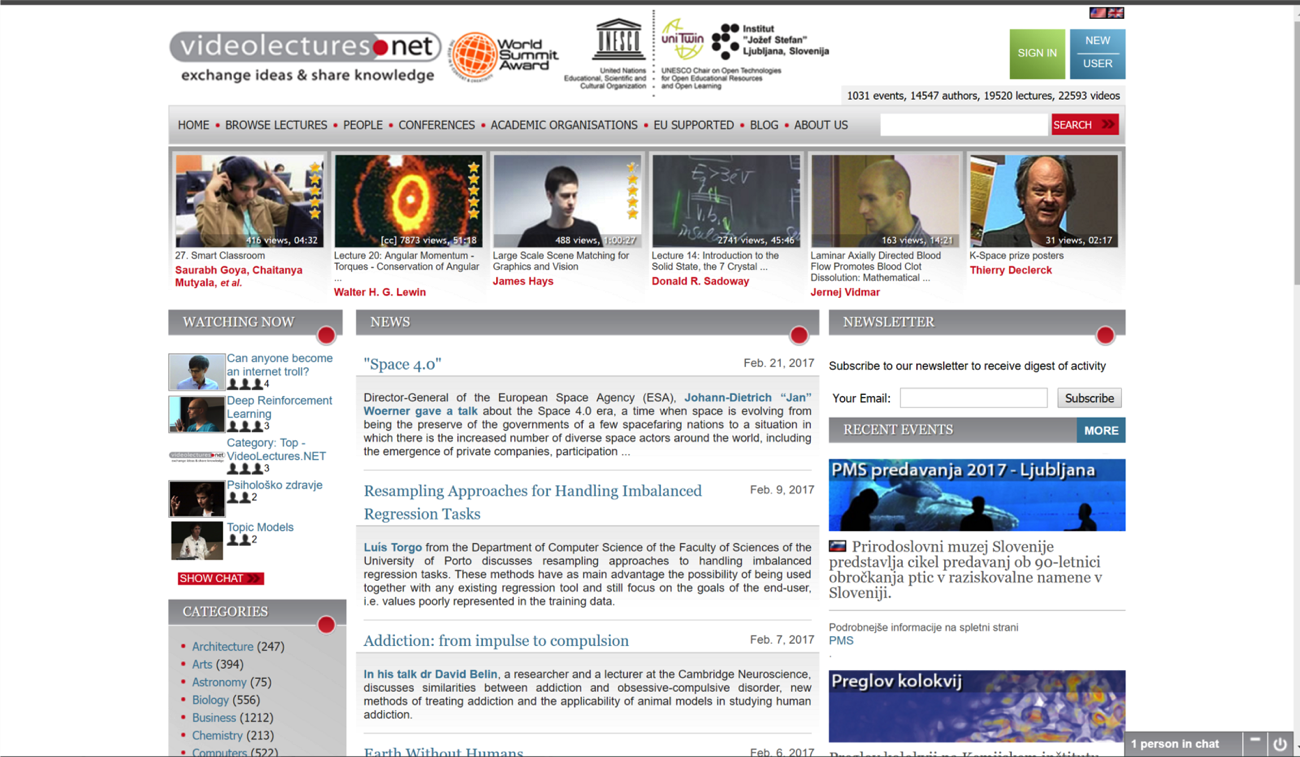 videolectures.net
exchange ideas & share knowledge
World
Summit
Award
UNESCO
United Nations
Educational, Scientific and
Cultural Organization
uniTwin
UNESCO Chair on Open Technologies
for Open Educational Resources
and Open Learning
Institut
"Jožef Stefan"
Ljubljana, Slovenija
SIGN IN
NEW
USER
1031 events, 14547 authors, 19520 lectures, 22593 videos
HOME • BROWSE LECTURES • PEOPLE • CONFERENCES • ACADEMIC ORGANISATIONS • EU SUPPORTED • BLOG • ABOUT US
SEARCH
416 views, 04:32
27. Smart Classroom
Saurabh Goya, Chaitanya
Mutyala, et al.
[cc] 7873 views, 51:18
Lecture 20: Angular Momentum -
Torques - Conservation of Angular
...
Walter H. G. Lewin
488 views, 1:00:27
Large Scale Scene Matching for
Graphics and Vision
James Hays
Eg>3eV
V.b.
2741 views, 45:46
Lecture 14: Introduction to the
Solid State, the 7 Crystal ...
Donald R. Sadoway
163 views, 14:21
Laminar Axially Directed Blood
Flow Promotes Blood Clot
Dissolution: Mathematical ...
Jernej Vidmar
31 views, 02:17
K-Space prize posters
Thierry Declerck
WATCHING NOW
Can anyone become
an internet troll?
4
Deep Reinforcement
Learning
3
Category: Top -
VideoLectures.NET
3
videolectures.net
exchange ideas & share knowledge
Psihološko zdravje
2
Topic Models
2
SHOW CHAT
CATEGORIES
• Architecture (247)
• Arts (394)
• Astronomy (75)
• Biology (556)
• Business (1212)
• Chemistry (213)
• Computers (522)
NEWS
"Space 4.0"
Feb. 21, 2017
Director-General of the European Space Agency (ESA), Johann-Dietrich “Jan”
Woerner gave a talk about the Space 4.0 era, a time when space is evolving from
being the preserve of the governments of a few spacefaring nations to a situation in
which there is the increased number of diverse space actors around the world, including
the emergence of private companies, participation ...
Resampling Approaches for Handling Imbalanced
Regression Tasks
Feb. 9, 2017
Luís Torgo from the Department of Computer Science of the Faculty of Sciences of the
University of Porto discusses resampling approaches to handling imbalanced
regression tasks. These methods have as main advantage the possibility of being used
together with any existing regression tool and still focus on the goals of the end-user,
i.e. values poorly represented in the training data.
Addiction: from impulse to compulsion
Feb. 7, 2017
In his talk dr David Belin, a researcher and a lecturer at the Cambridge Neuroscience,
discusses similarities between addiction and obsessive-compulsive disorder, new
methods of treating addiction and the applicability of animal models in studying human
addiction.
Earth Without Humans
Feb. 6, 2017
NEWSLETTER
Subscribe to our newsletter to receive digest of activity
Your Email:
Subscribe
RECENT EVENTS
MORE
PMS predavanja 2017 - Ljubljana
Prirodoslovni muzej Slovenije
predstavlja cikel predavanj ob 90-letnici
obročkanja ptic v raziskovalne namene v
Sloveniji.
Podrobnejše informacije na spletni strani
PMS
.
Preglov kolokvij
Preglov kolokvij na Kemijskem inštitutu
1 person in chat